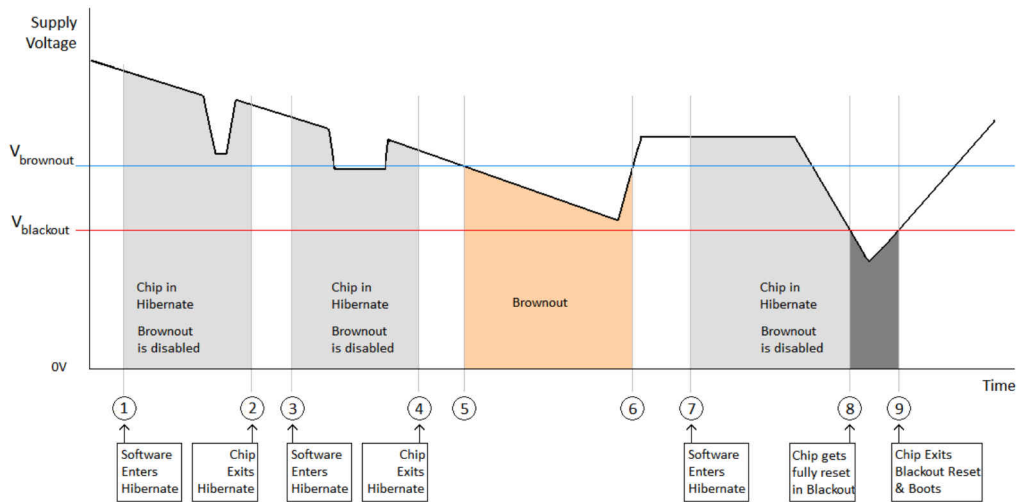 Supply
Voltage
Vbrownout
Vblackout
Chip in
Hibernate
Brownout
is disabled
Chip in
Hibernate
Brownout
is disabled
Brownout
Chip in
Hibernate
Brownout
is disabled
0V
Time
1 2 3 4 5 6 7 8 9
Software
Enters
Hibernate
Chip
Exits
Hibernate
Software
Enters
Hibernate
Chip
Exits
Hibernate
Software
Enters
Hibernate
Chip gets
fully reset
in Blackout
Chip Exits
Blackout Reset
& Boots